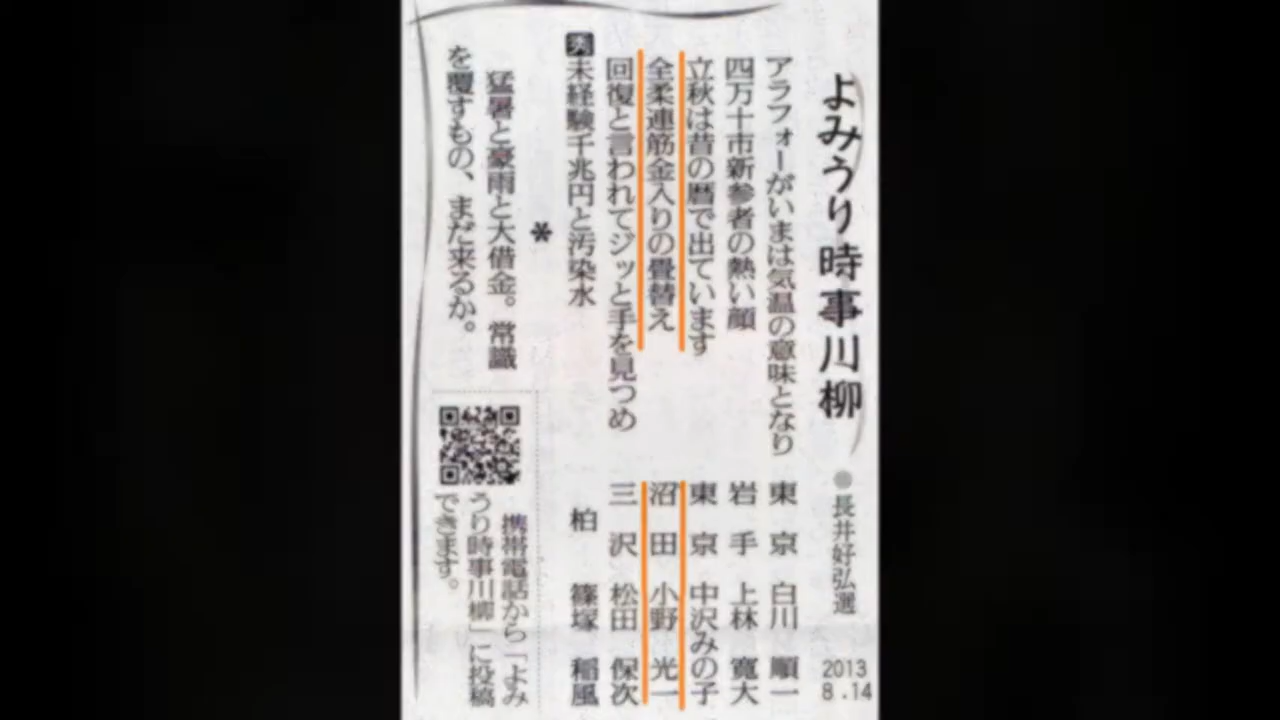 よみうり時事川柳 ●長井好弘選
2013
8.14
アラフォーがいまは気温の意味となり 東京 白川 順一
四万十市新参者の熱い顔 岩手 上林 寛大
立秋は昔の暦で出ています 東京 中沢みの子
全柔連筋金入りの畳替え 沼田 小野 光一
回復と言われてジッと手を見つめ 三沢 松田 保次
秀 未経験千兆円と汚染水 柏 篠塚 稲風
＊
猛暑と豪雨と大借金。常識
を覆すもの、まだ来るか。
携帯電話から「よみ
うり時事川柳」に投稿
できます。